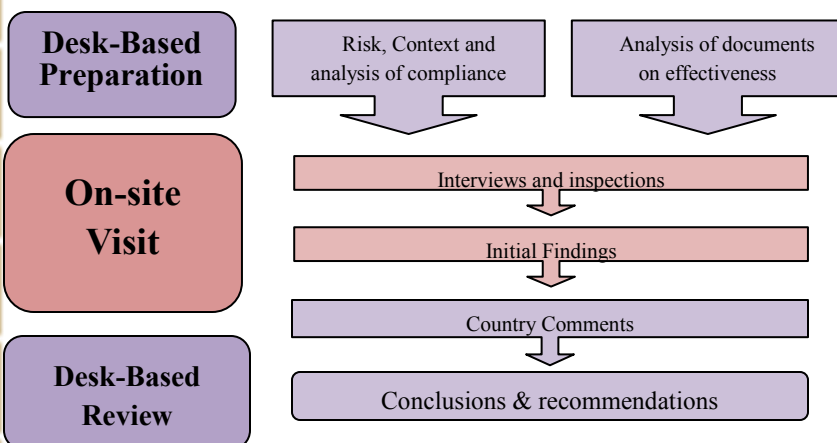 Desk-Based
Preparation
Risk, Context and
analysis of compliance
Analysis of documents
on effectiveness
On-site
Visit
Interviews and inspections
Initial Findings
Country Comments
Desk-Based
Review
Conclusions & recommendations